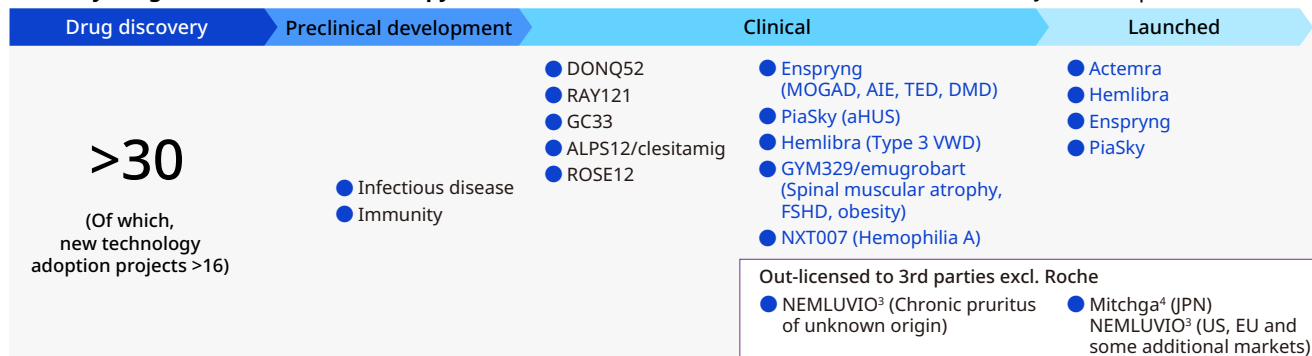 Drug discovery
Preclinical development
Clinical
Launched
>30
(Of which,
new technology
adoption projects >16)
Infectious disease
Immunity
DONQ52
RAY121
GC33
ALPS12/clesitamig
ROSE12
Enspryng
(MOGAD, AIE, TED, DMD)
PiaSky (aHUS)
Hemlibra (Type 3 VWD)
GYM329/emugrobart
(Spinal muscular atrophy,
FSHD, obesity)
NXT007 (Hemophilia A)
Actemra
Hemlibra
Enspryng
PiaSky
Out-licensed to 3rd parties excl. Roche
NEMLUVIO³ (Chronic pruritus
of unknown origin)
Mitchga⁴ (JPN)
NEMLUVIO³ (US, EU and
some additional markets)